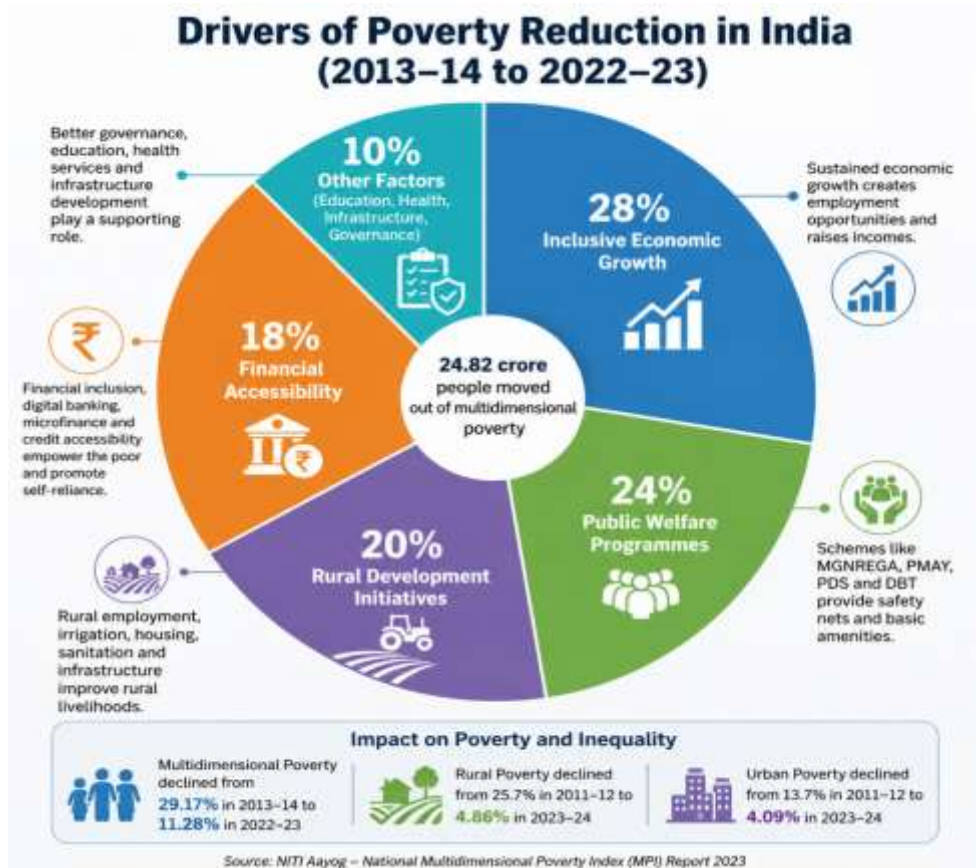 Drivers of Poverty Reduction in India
(2013–14 to 2022–23)
Better governance,
education, health
services and
infrastructure
development
play a supporting
role.
10%
Other Factors
(Education, Health,
Infrastructure,
Governance)
28%
Inclusive Economic
Growth
Sustained economic
growth creates
employment
opportunities and
raises incomes.
₹
Financial inclusion,
digital banking,
microfinance and
credit accessibility
empower the poor
and promote
self-reliance.
18%
Financial
Accessibility
₹
24.82 crore
people moved
out of multidimensional
poverty
24%
Public Welfare
Programmes
Schemes like
MGNREGA, PMAY,
PDS and DBT
provide safety
nets and basic
amenities.
20%
Rural Development
Initiatives
Rural employment,
irrigation, housing,
sanitation and
infrastructure
improve rural
livelihoods.
Impact on Poverty and Inequality
Multidimensional Poverty
declined from
29.17% in 2013–14 to
11.28% in 2022–23
Rural Poverty declined
from 25.7% in 2011–12 to
4.86% in 2023–24
Urban Poverty declined
from 13.7% in 2011–12 to
4.09% in 2023–24
Source: NITI Aayog – National Multidimensional Poverty Index (MPI) Report 2023